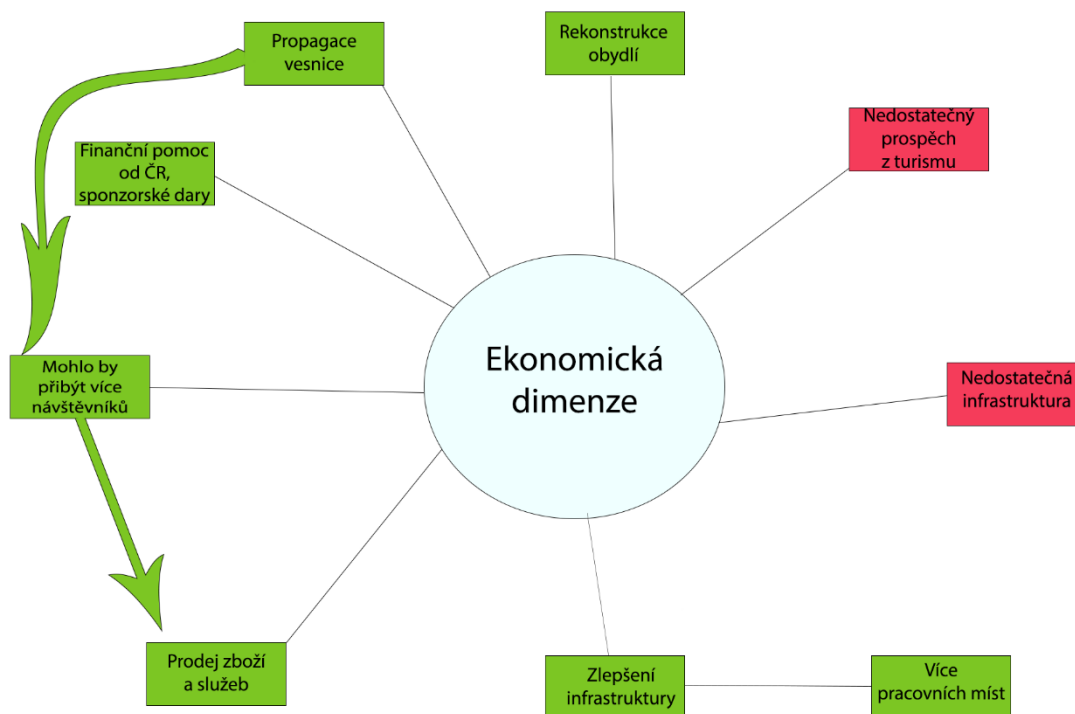 Propagace
vesnice
Rekonstrukce
obydlí
Nedostatečný
prospěch
z turismu
Finanční pomoc
od ČR,
sponzorské dary
Ekonomická
dimenze
Mohlo by
přibýt více
návštěvníků
Nedostatečná
infrastruktura
Prodej zboží
a služeb
Zlepšení
infrastruktury
Více
pracovních míst